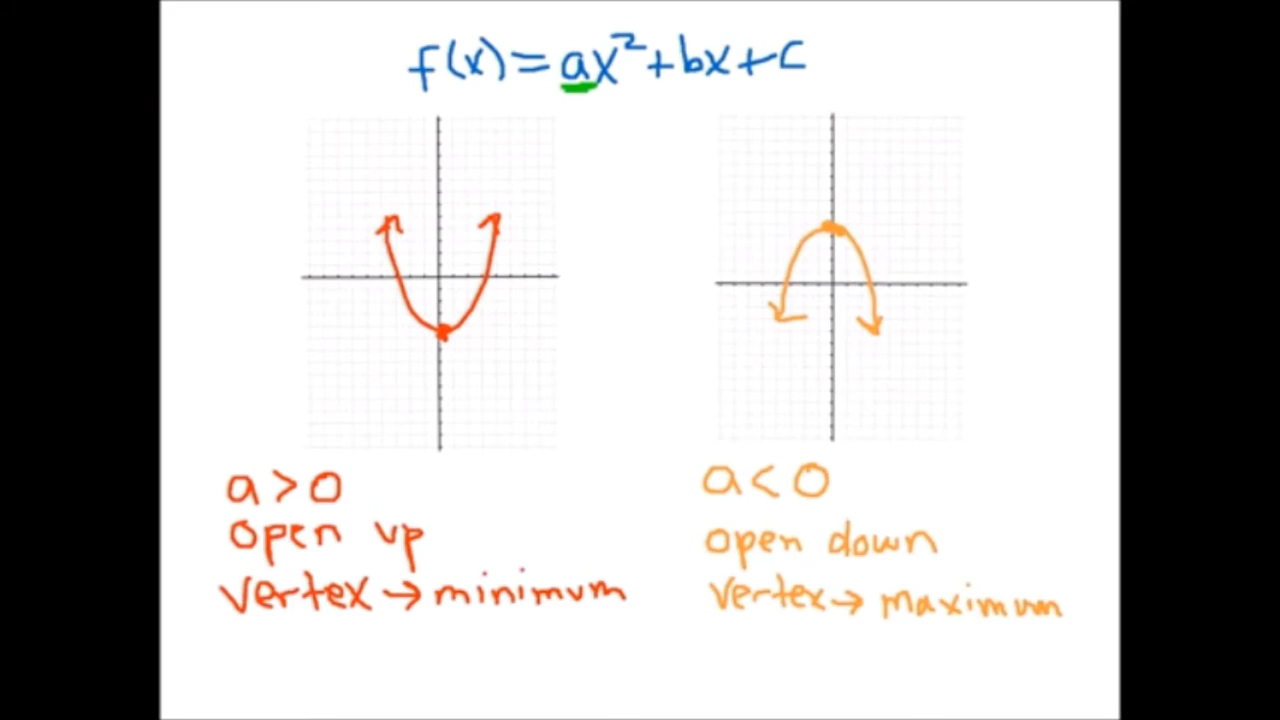 f(x) = ax²+bx+c
a > 0
open up
vertex → minimum
a < 0
open down
vertex → maximum